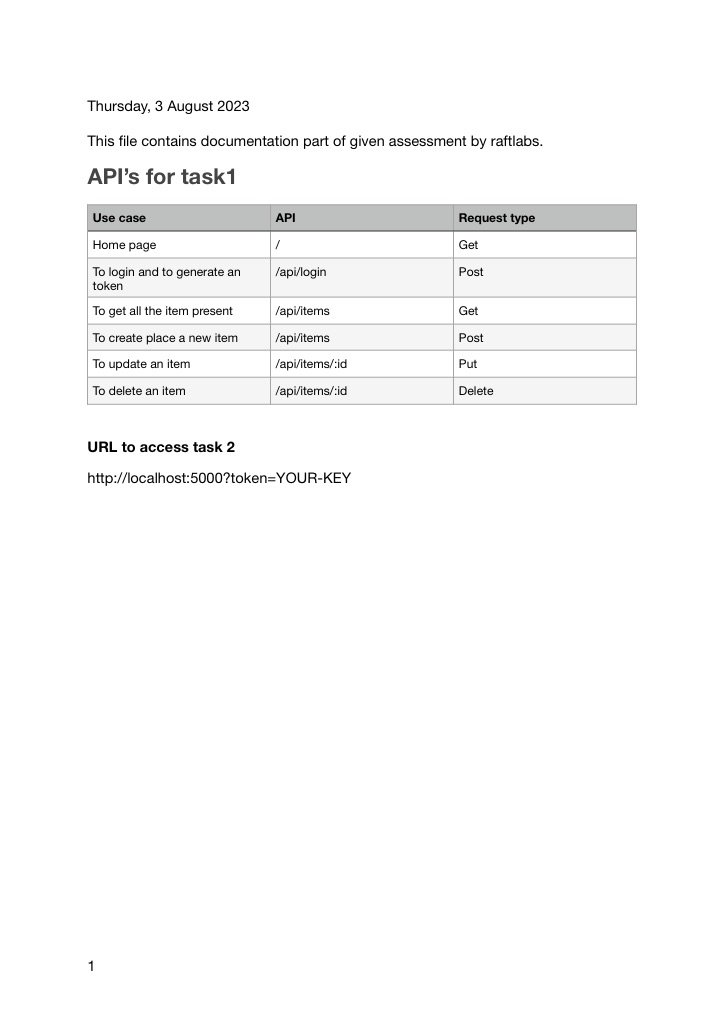 Thursday, 3 August 2023
This file contains documentation part of given assessment by raftlabs.
API's for task1
Use case API Request type
Home page / Get
To login and to generate an /api/login Post
token
To get all the item present /api/items Get
To create place a new item /api/items Post
To update an item /api/items/:id Put
To delete an item /api/items/:id Delete
URL to access task 2
http://localhost:5000?token=YOUR-KEY
1